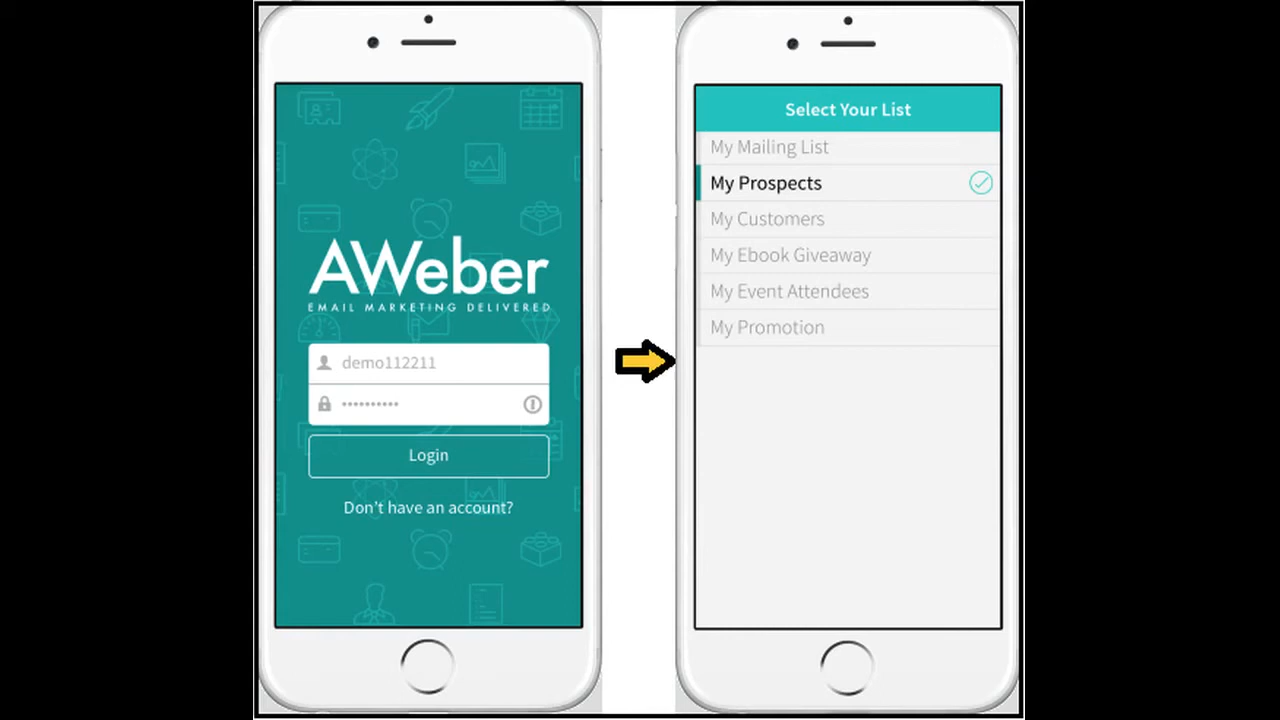 AWeber
EMAIL MARKETING DELIVERED
demo112211
••••••••••
Login
Don't have an account?
Select Your List
My Mailing List
My Prospects
My Customers
My Ebook Giveaway
My Event Attendees
My Promotion